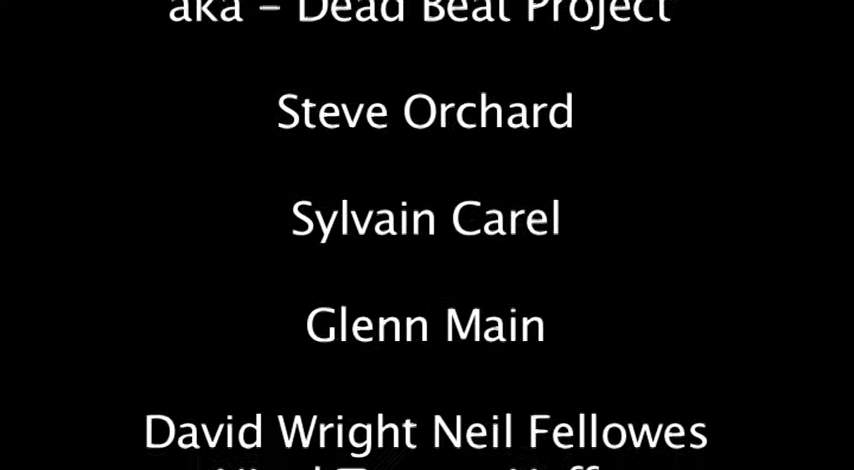 aka – Dead Beat Project
Steve Orchard
Sylvain Carel
Glenn Main
David Wright Neil Fellowes